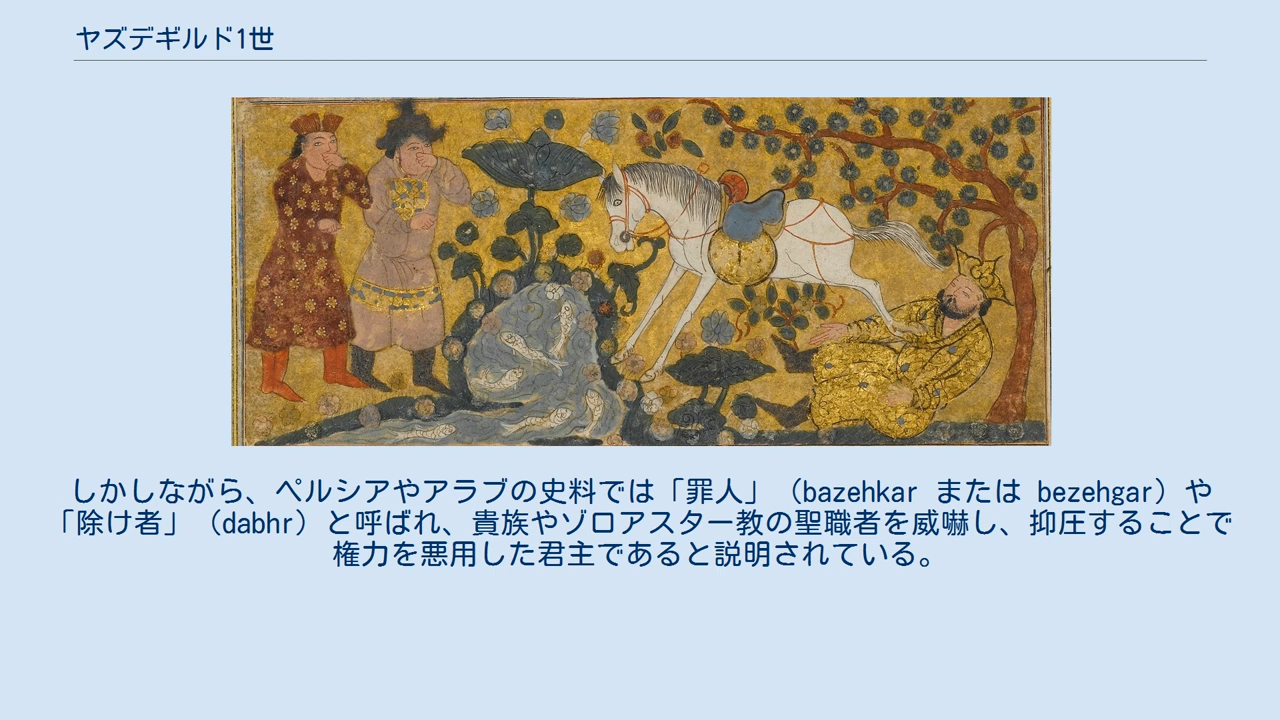 ヤズデギルド1世
しかしながら、ペルシアやアラブの史料では「罪人」（bazehkar または bezehgar）や
「除け者」（dabhr）と呼ばれ、貴族やゾロアスター教の聖職者を威嚇し、抑圧することで
権力を悪用した君主であると説明されている。